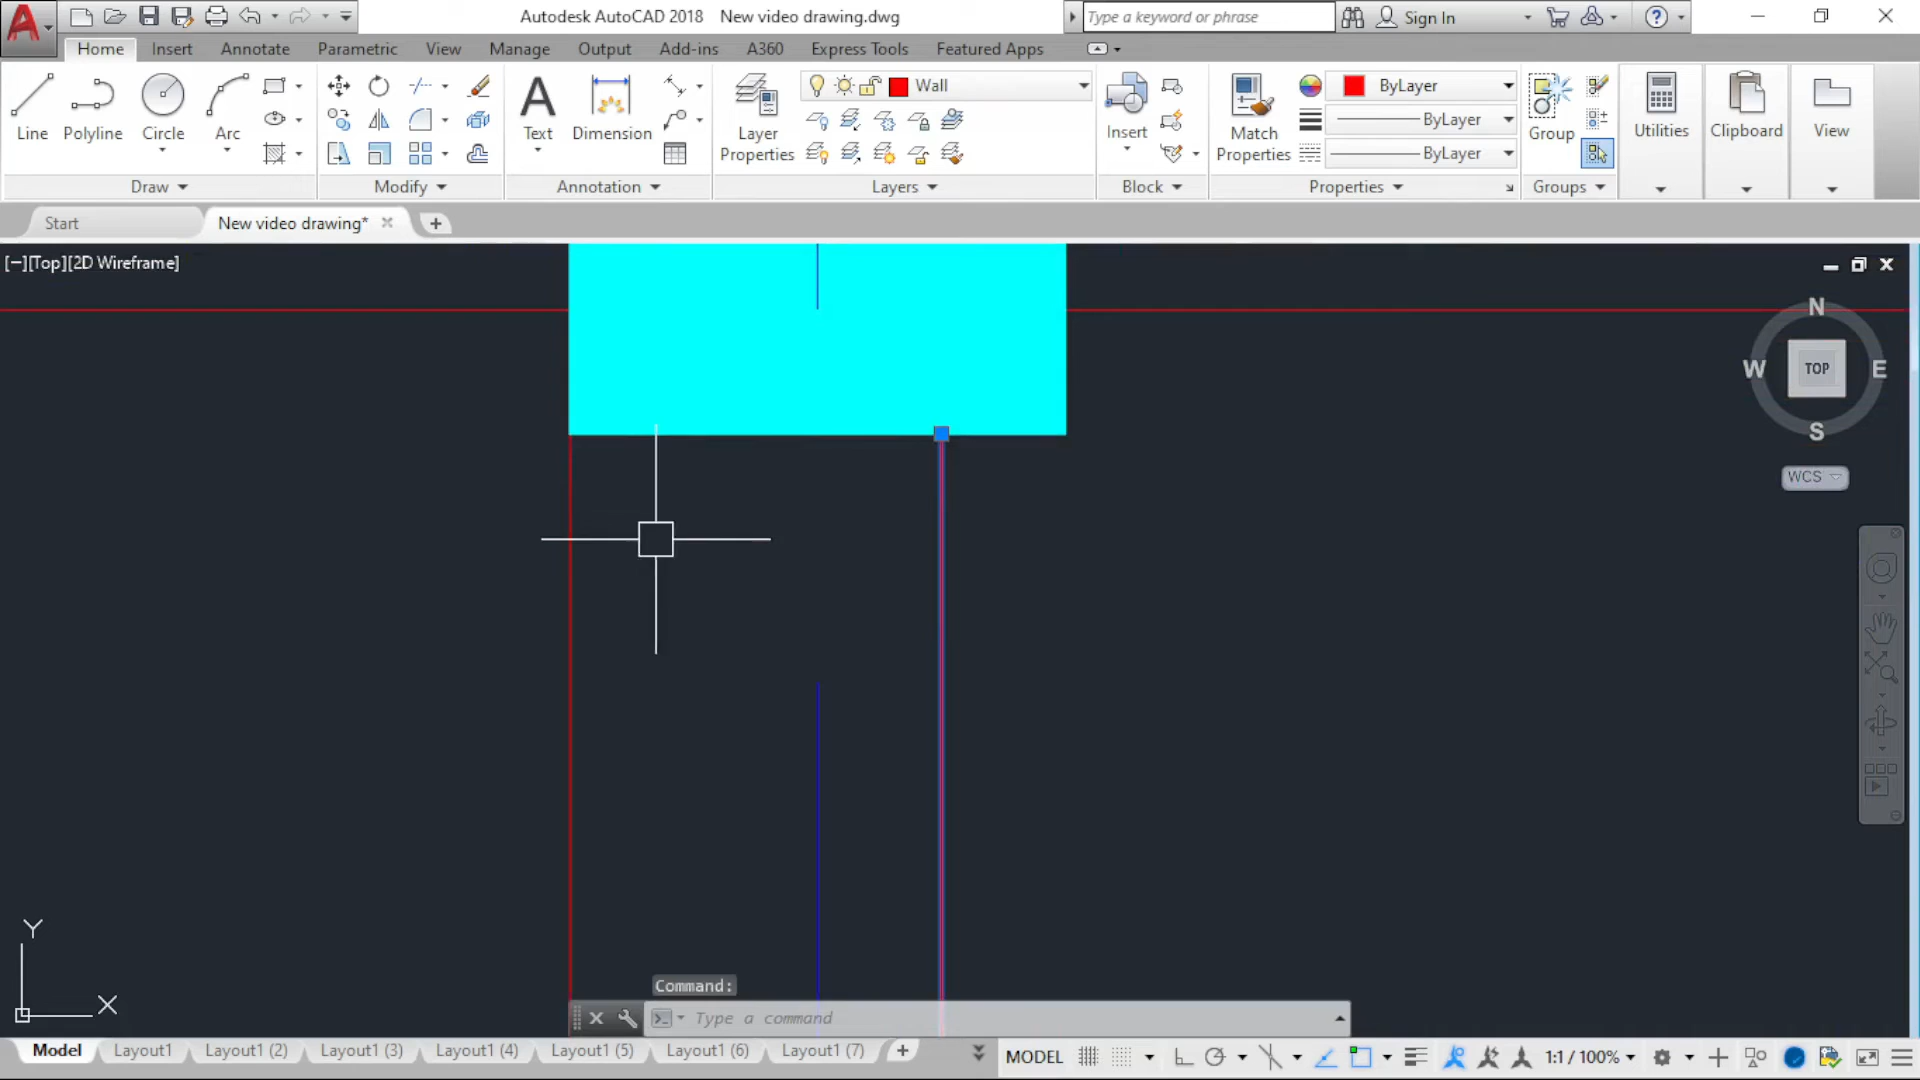 Autodesk AutoCAD 2018 New video drawing.dwg
Type a keyword or phrase
Sign In
Home Insert Annotate Parametric View Manage Output Add-ins A360 Express Tools Featured Apps
Line Polyline Circle Arc
Text Dimension
Layer Properties
Wall
Insert
Match Properties
ByLayer
ByLayer
ByLayer
Group
Utilities
Clipboard
View
Draw Modify Annotation Layers Block Properties Groups
Start New video drawing*
[−][Top][2D Wireframe]
N
W TOP E
S
WCS
Y
X
Command:
Type a command
Model Layout1 Layout1 (2) Layout1 (3) Layout1 (4) Layout1 (5) Layout1 (6) Layout1 (7)
MODEL 1:1 / 100%